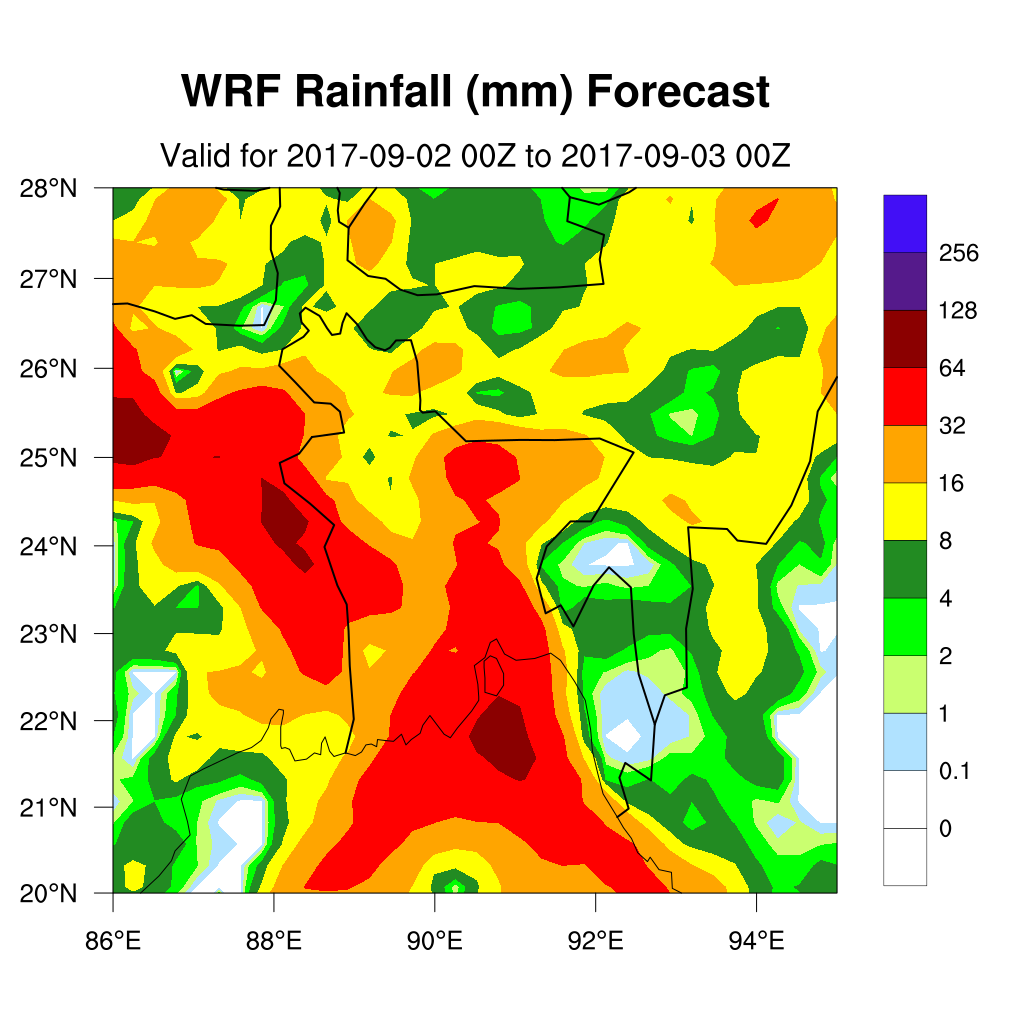 WRF Rainfall (mm) Forecast
Valid for 2017-09-02 00Z to 2017-09-03 00Z
28°N
27°N
26°N
25°N
24°N
23°N
22°N
21°N
20°N
86°E 88°E 90°E 92°E 94°E
256
128
64
32
16
8
4
2
1
0.1
0